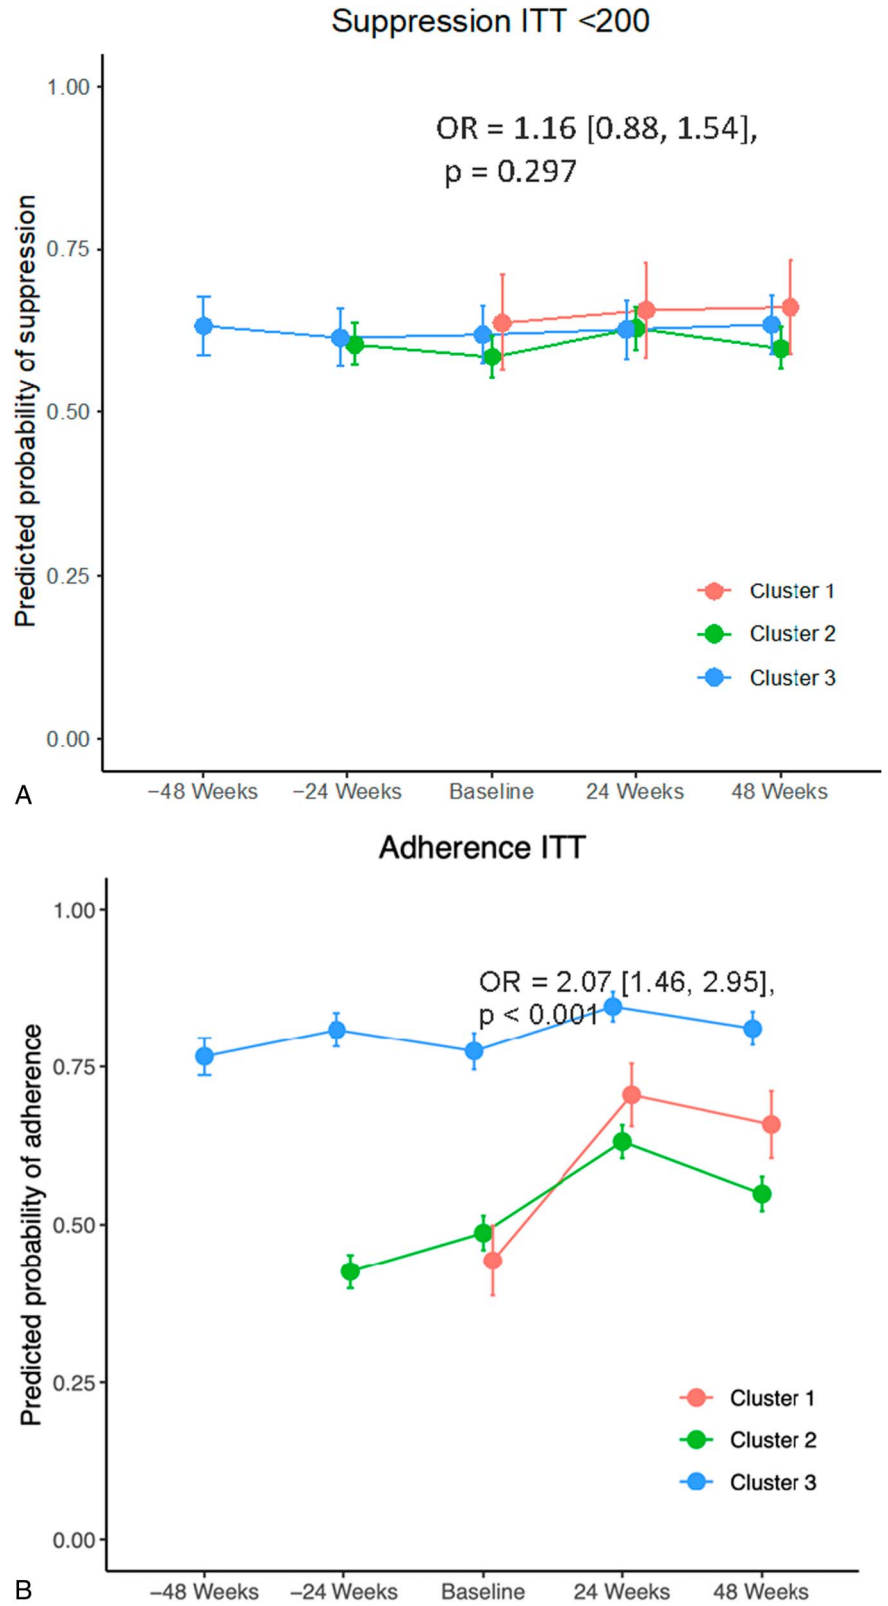 Suppression ITT <200
1.00
OR = 1.16 [0.88, 1.54],
p = 0.297
0.75
Predicted probability of suppression
0.50
0.25
Cluster 1
Cluster 2
Cluster 3
0.00
A
−48 Weeks −24 Weeks Baseline 24 Weeks 48 Weeks
Adherence ITT
1.00
OR = 2.07 [1.46, 2.95],
p < 0.001
0.75
Predicted probability of adherence
0.50
0.25
Cluster 1
Cluster 2
Cluster 3
0.00
B
−48 Weeks −24 Weeks Baseline 24 Weeks 48 Weeks